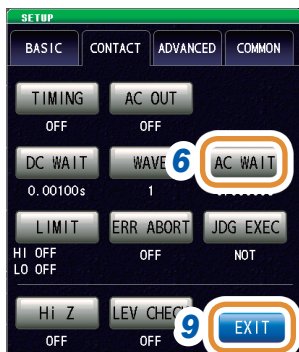 SETUP
BASIC CONTACT ADVANCED COMMON
TIMING AC OUT
OFF OFF
DC WAIT WAVE 6 AC WAIT
0.00100s 1
LIMIT ERR ABORT JDG EXEC
HI OFF OFF NOT
LO OFF
Hi Z LEV CHECK 9 EXIT
OFF OFF